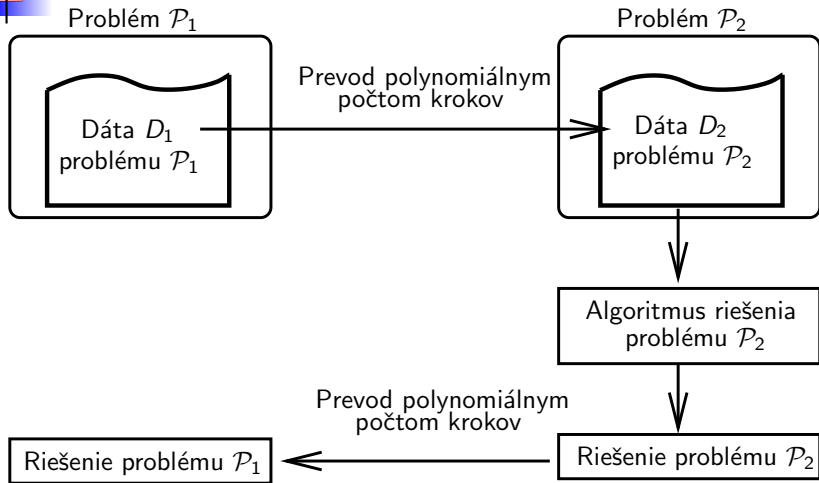 Problém 𝒫₁
Problém 𝒫₂
Prevod polynomiálnym
počtom krokov
Dáta D₁
problému 𝒫₁
Dáta D₂
problému 𝒫₂
Algoritmus riešenia
problému 𝒫₂
Prevod polynomiálnym
počtom krokov
Riešenie problému 𝒫₁
Riešenie problému 𝒫₂